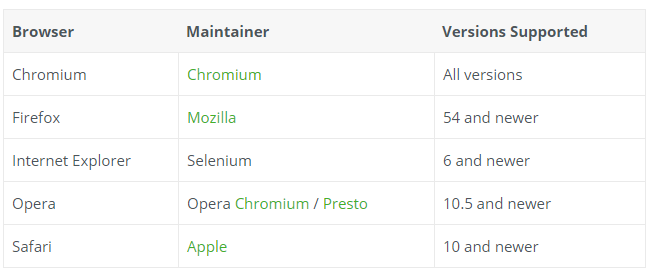 Browser Maintainer Versions Supported
Chromium Chromium All versions
Firefox Mozilla 54 and newer
Internet Explorer Selenium 6 and newer
Opera Opera Chromium / Presto 10.5 and newer
Safari Apple 10 and newer